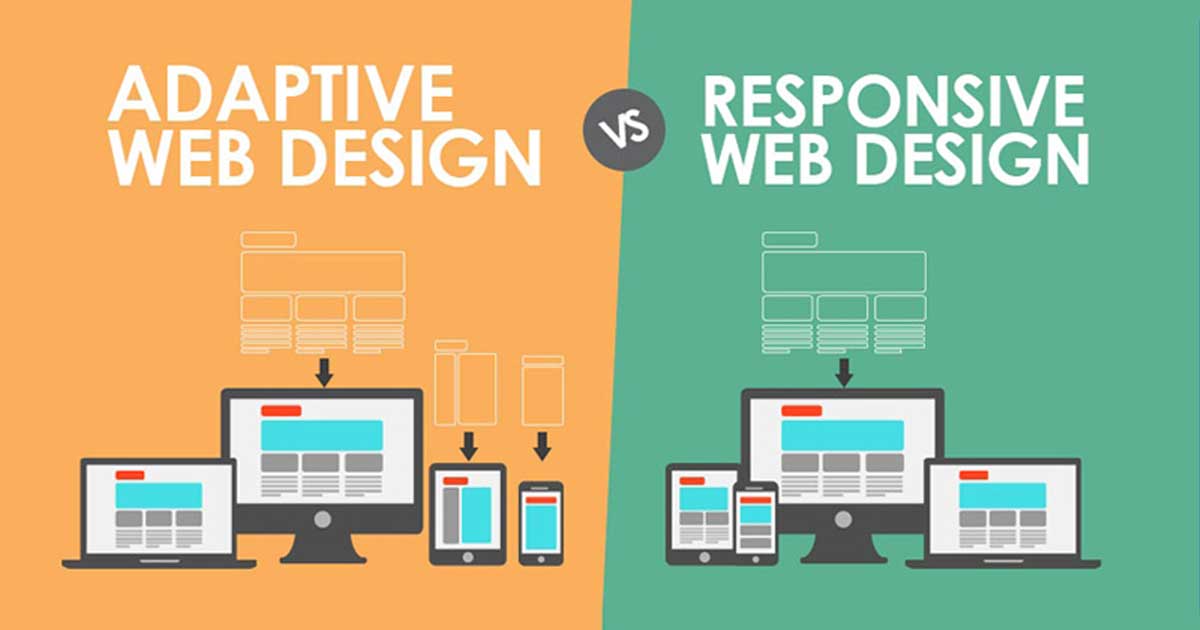 ADAPTIVE
WEB DESIGN
VS
RESPONSIVE
WEB DESIGN